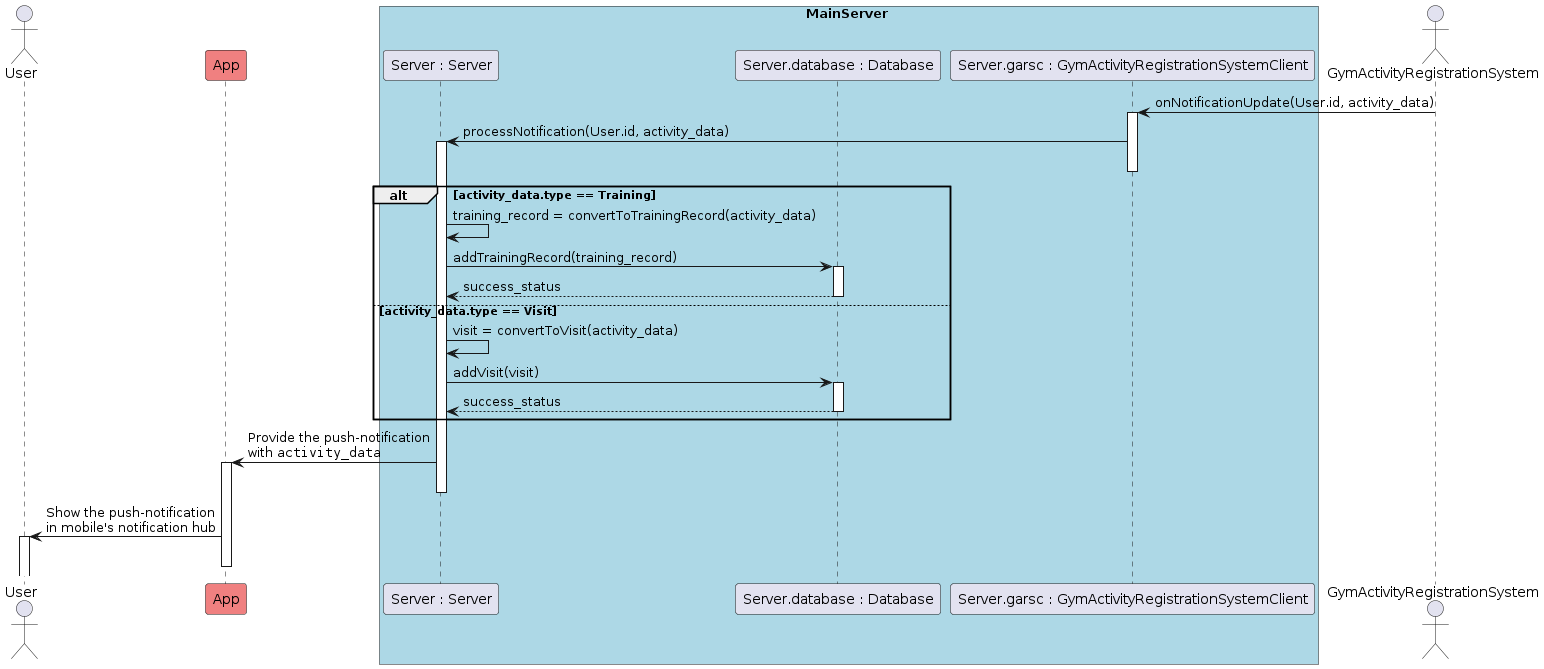 MainServer
User
App
Server : Server
Server.database : Database
Server.garsc : GymActivityRegistrationSystemClient
GymActivityRegistrationSystem
onNotificationUpdate(User.id, activity_data)
processNotification(User.id, activity_data)
alt
[activity_data.type == Training]
training_record = convertToTrainingRecord(activity_data)
addTrainingRecord(training_record)
success_status
[activity_data.type == Visit]
visit = convertToVisit(activity_data)
addVisit(visit)
success_status
Provide the push-notification
with activity_data
Show the push-notification
in mobile's notification hub
User
App
Server : Server
Server.database : Database
Server.garsc : GymActivityRegistrationSystemClient
GymActivityRegistrationSystem